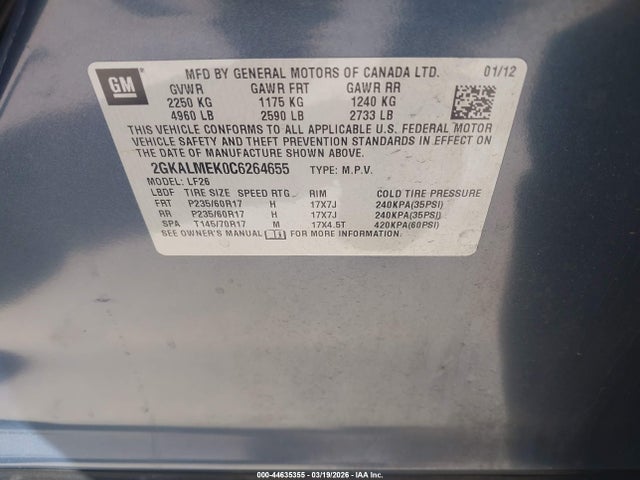 GM
MFD BY GENERAL MOTORS OF CANADA LTD. 01/12
GVWR GAWR FRT GAWR RR
2250 KG 1175 KG 1240 KG
4960 LB 2590 LB 2733 LB
THIS VEHICLE CONFORMS TO ALL APPLICABLE U.S. FEDERAL MOTOR
VEHICLE SAFETY AND THEFT PREVENTION STANDARDS IN EFFECT ON
THE DATE OF MANUFACTURE SHOWN ABOVE.
2GKALMEK0C6264655 TYPE: M.P.V.
MODEL: LF26
LBDF TIRE SIZE SPEED RTG RIM COLD TIRE PRESSURE
FRT P235/60R17 H 17X7J 240KPA(35PSI)
RR P235/60R17 H 17X7J 240KPA(35PSI)
SPA T145/70R17 M 17X4.5T 420KPA(60PSI)
SEE OWNER'S MANUAL FOR MORE INFORMATION.
000-44635355 | 03/19/2026 | IAA Inc.